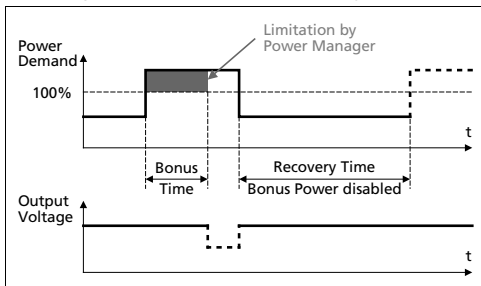 Limitation by
Power Manager
Power
Demand
100%
t
Bonus
Time
Recovery Time
Bonus Power disabled
Output
Voltage
t